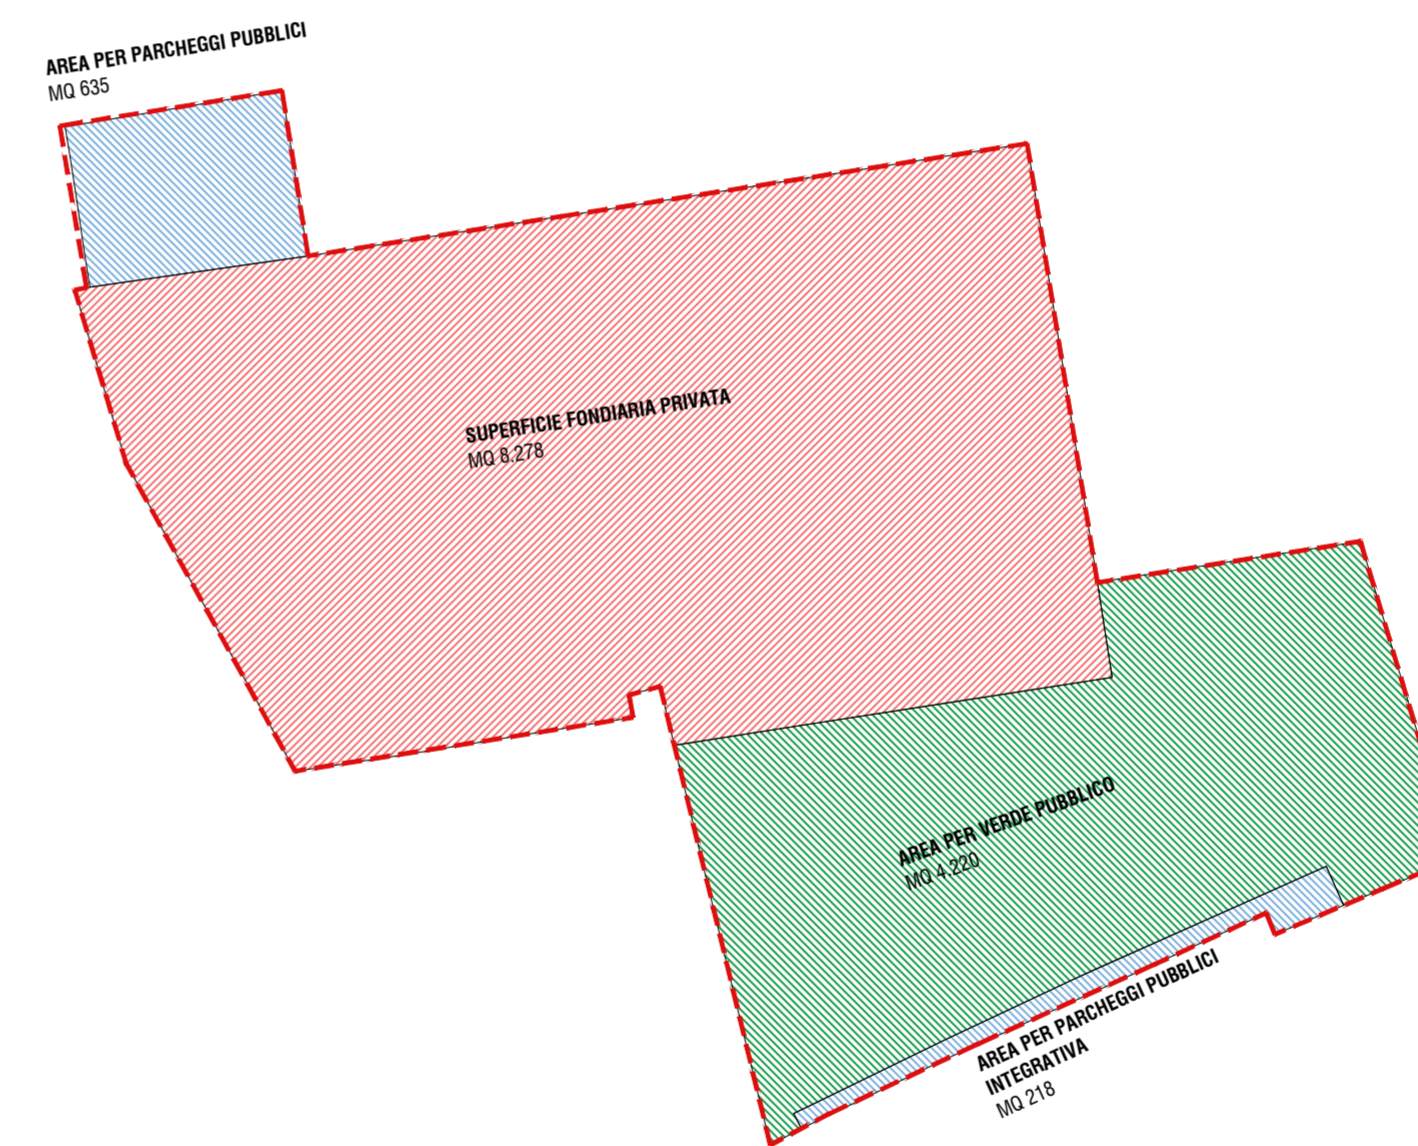 AREA PER PARCHEGGI PUBBLICI
MQ 635
SUPERFICIE FONDIARIA PRIVATA
MQ 8.278
AREA PER VERDE PUBBLICO
MQ 4.220
AREA PER PARCHEGGI PUBBLICI
INTEGRATIVA
MQ 218